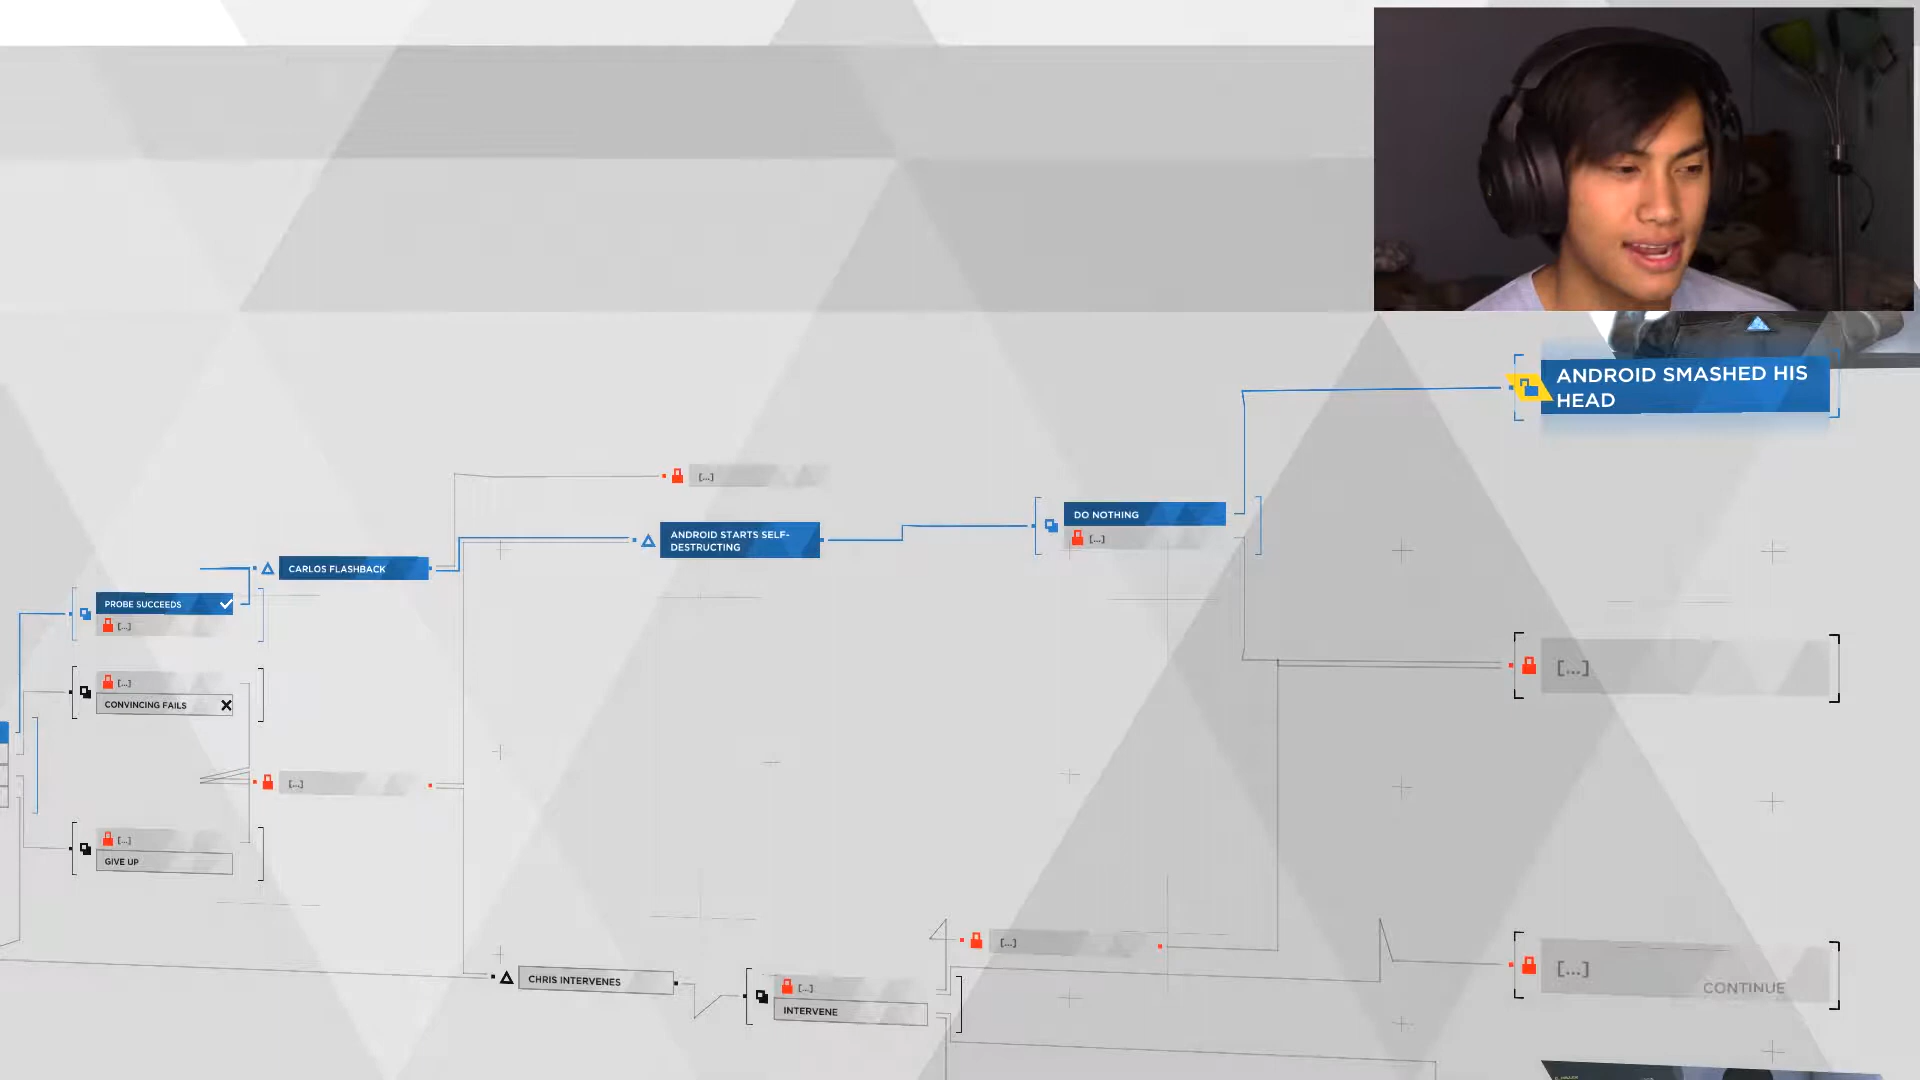 ANDROID SMASHED HIS
HEAD
[...]
DO NOTHING
[...]
ANDROID STARTS SELF-
DESTRUCTING
CARLOS FLASHBACK
PROBE SUCCEEDS
[...]
[...]
CONVINCING FAILS
[...]
[...]
[...]
GIVE UP
[...]
[...]
CONTINUE
CHRIS INTERVENES
[...]
INTERVENE